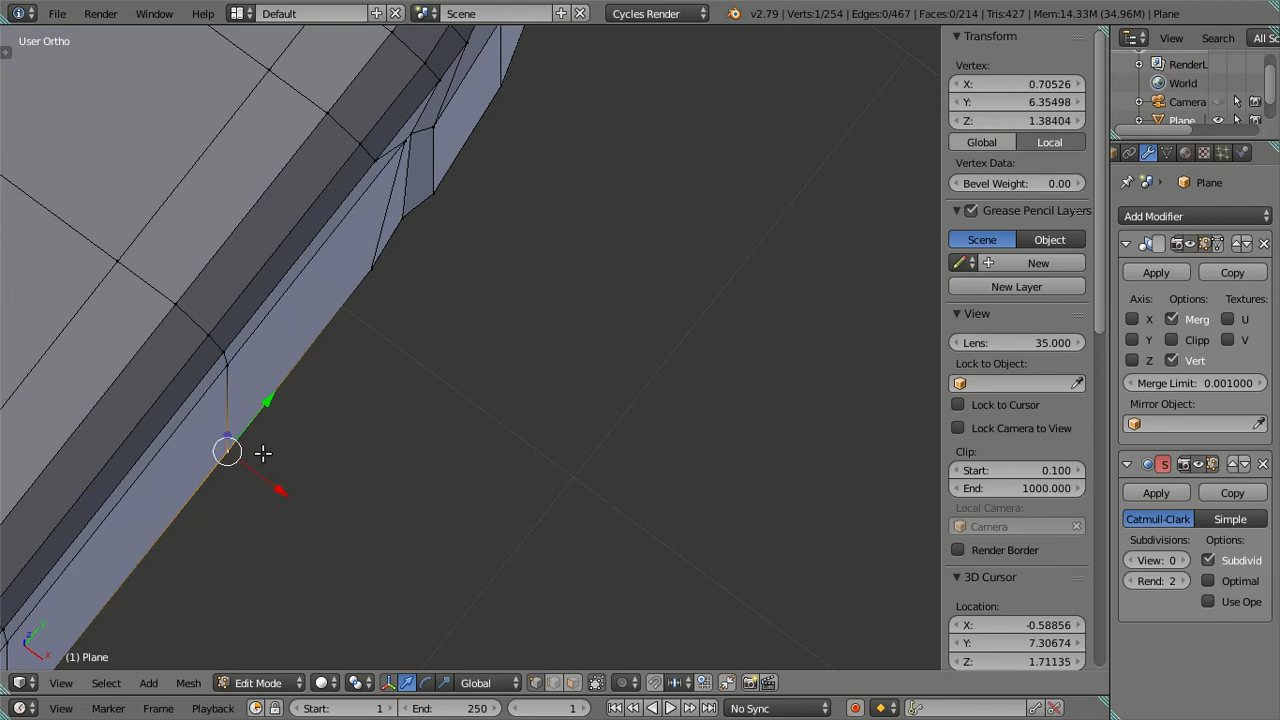 File Render Window Help Default Scene Cycles Render v2.79 | Verts:1/254 | Edges:0/467 | Faces:0/214 | Tris:427 | Mem:14.33M (34.96M) | Plane
User Ortho
(1) Plane
z y x
Transform
Vertex:
X: 0.70526
Y: 6.35498
Z: 1.38404
Global Local
Vertex Data:
Bevel Weight: 0.00
Grease Pencil Layers
Scene Object
New
New Layer
View
Lens: 35.000
Lock to Object:
Lock to Cursor
Lock Camera to View
Clip:
Start: 0.100
End: 1000.000
Local Camera:
Camera
Render Border
3D Cursor
Location:
X: -0.58856
Y: 7.30674
Z: 1.71135
View Search All Sc
RenderL
World
Camera
Plane
Plane
Add Modifier
Apply Copy
Axis: Options: Textures:
X Merg U
Y Clipp V
Z Vert
Merge Limit: 0.001000
Mirror Object:
S
Apply Copy
Catmull-Clark Simple
Subdivisions: Options:
View: 0 Subdivid
Rend: 2 Optimal
Use Ope
View Select Add Mesh Edit Mode Global
View Marker Frame Playback Start: 1 End: 250 1 No Sync